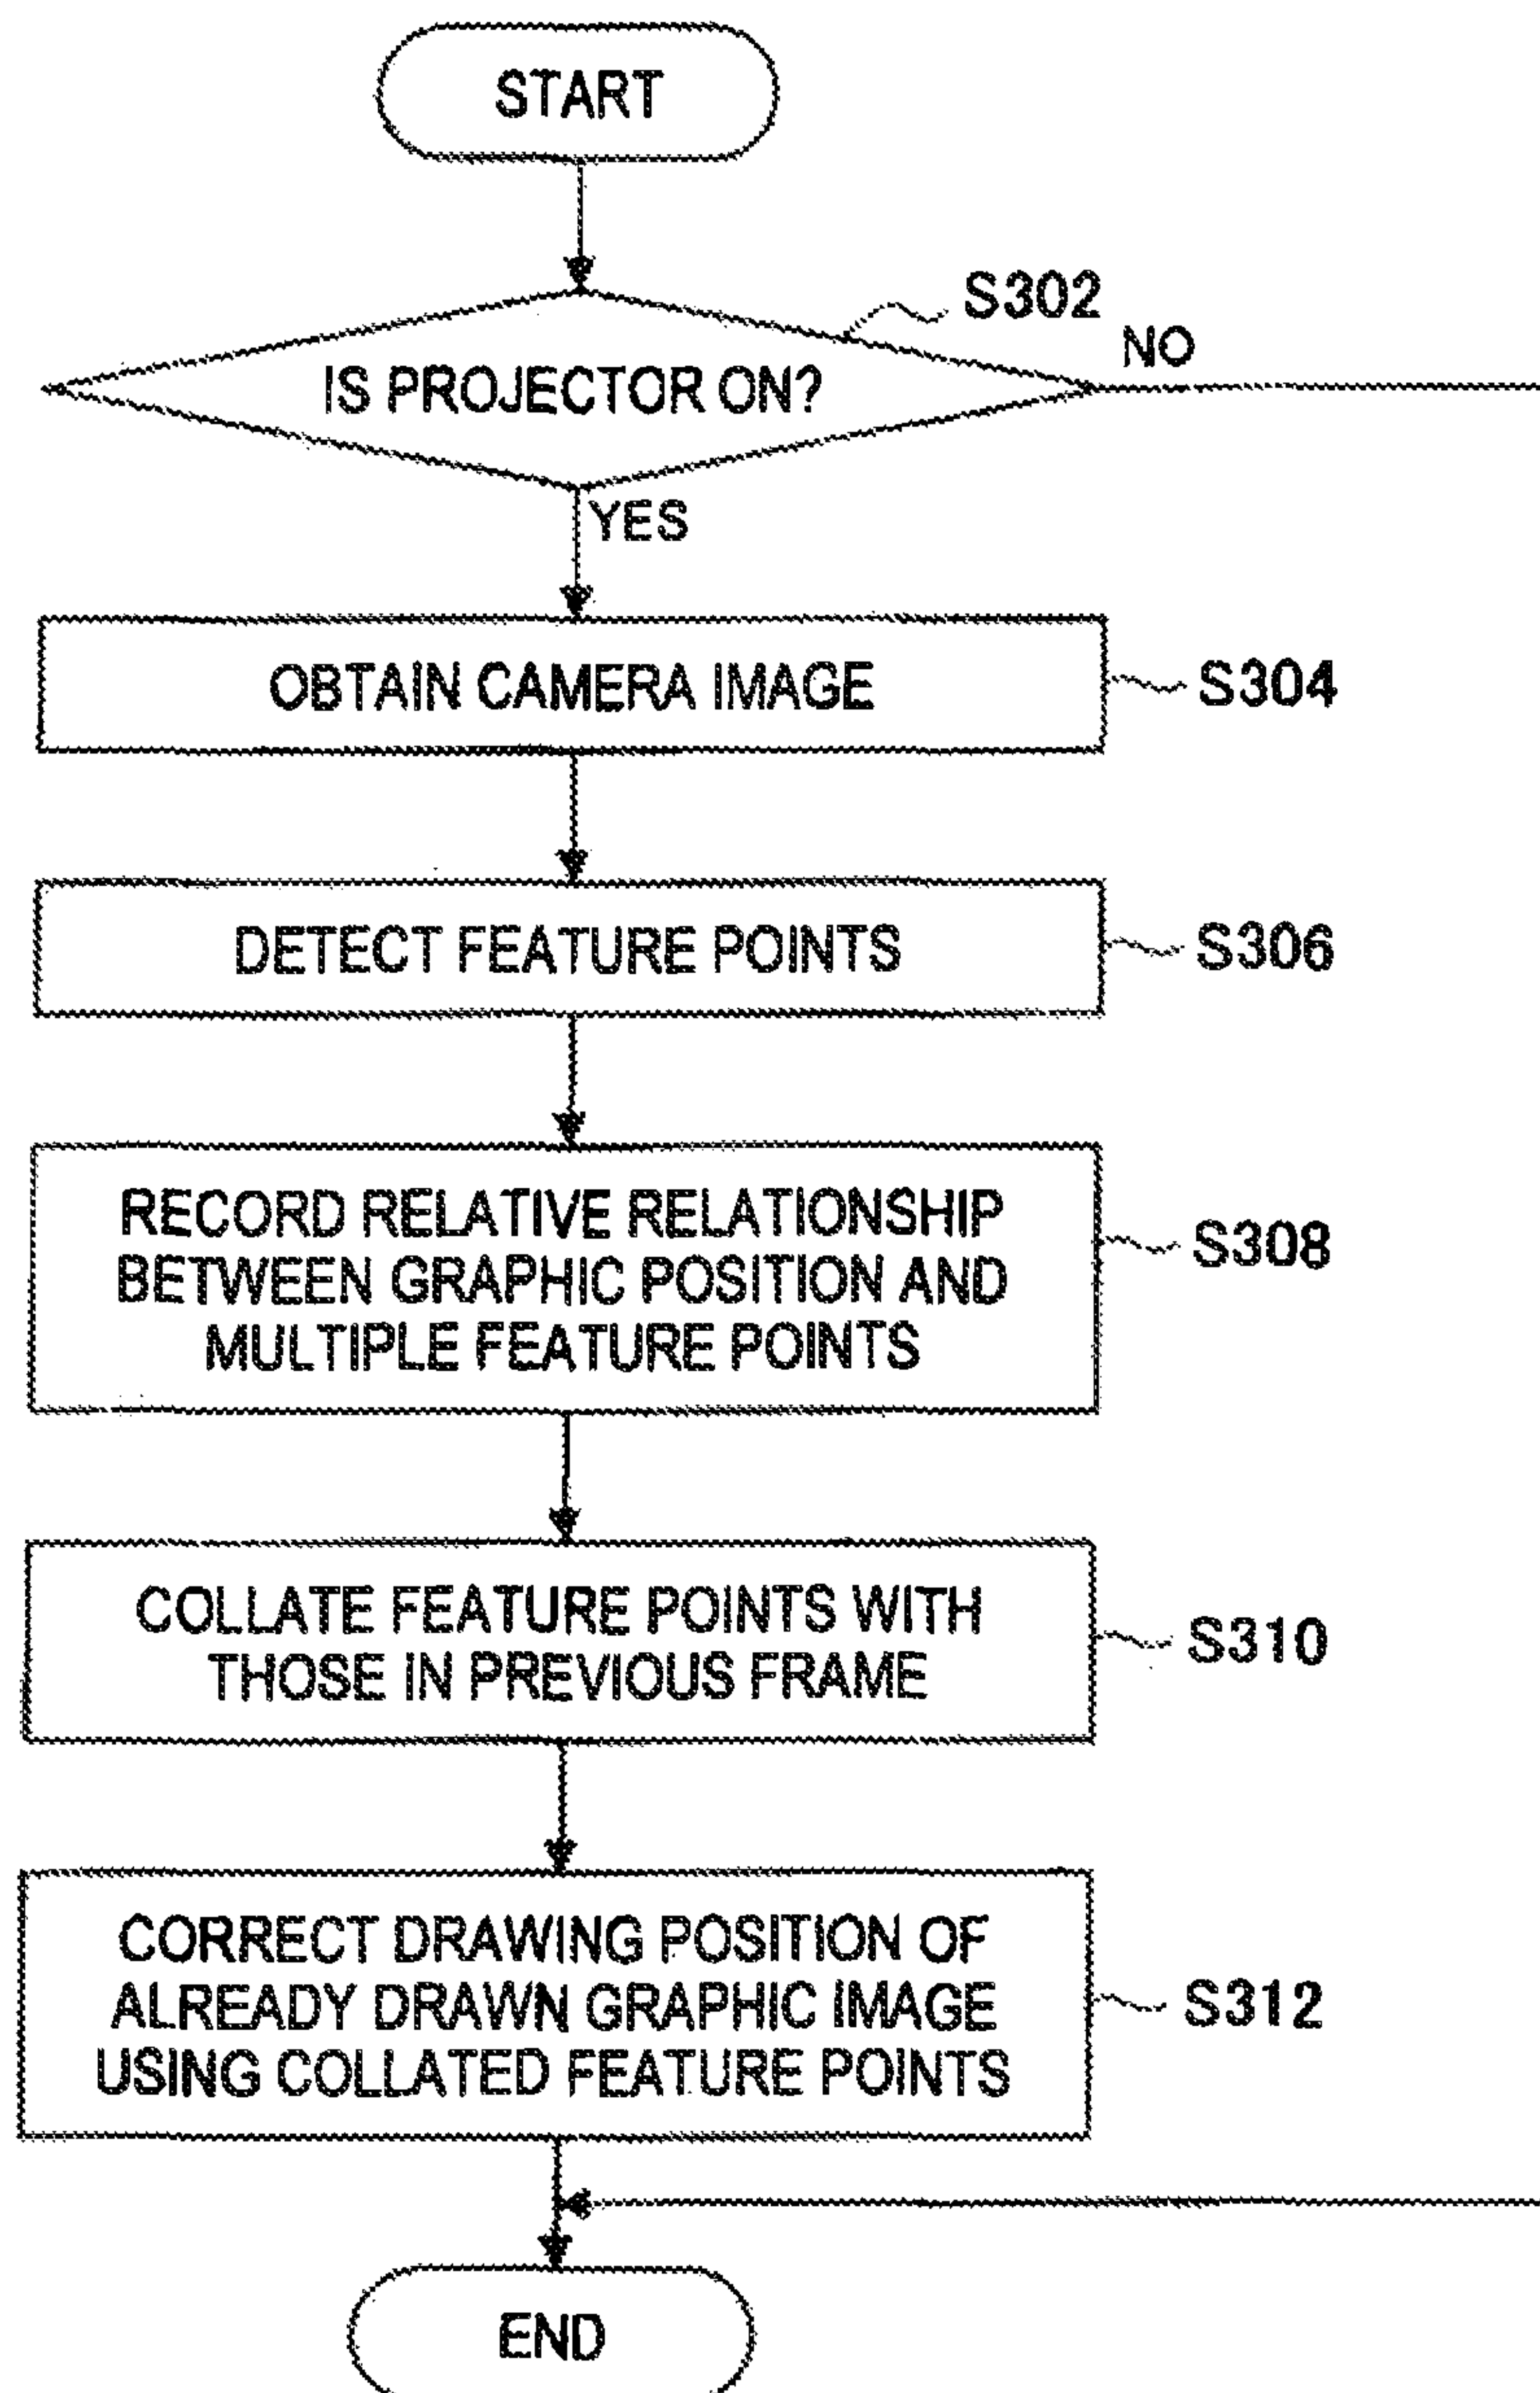 START
S302
NO
IS PROJECTOR ON?
YES
OBTAIN CAMERA IMAGE
S304
DETECT FEATURE POINTS
S306
RECORD RELATIVE RELATIONSHIP
BETWEEN GRAPHIC POSITION AND
MULTIPLE FEATURE POINTS
S308
COLLATE FEATURE POINTS WITH
THOSE IN PREVIOUS FRAME
S310
CORRECT DRAWING POSITION OF
ALREADY DRAWN GRAPHIC IMAGE
USING COLLATED FEATURE POINTS
S312
END